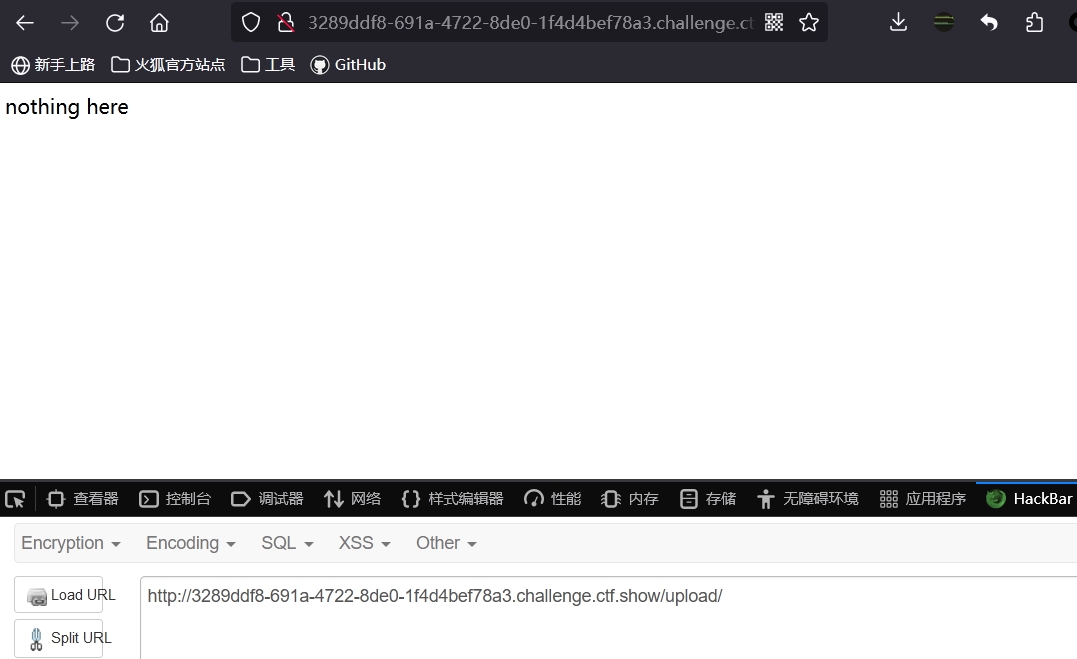 3289ddf8-691a-4722-8de0-1f4d4bef78a3.challenge.ct
新手上路 火狐官方站点 工具 GitHub
nothing here
查看器 控制台 调试器 网络 样式编辑器 性能 内存 存储 无障碍环境 应用程序 HackBar
Encryption Encoding SQL XSS Other
Load URL http://3289ddf8-691a-4722-8de0-1f4d4bef78a3.challenge.ctf.show/upload/
Split URL